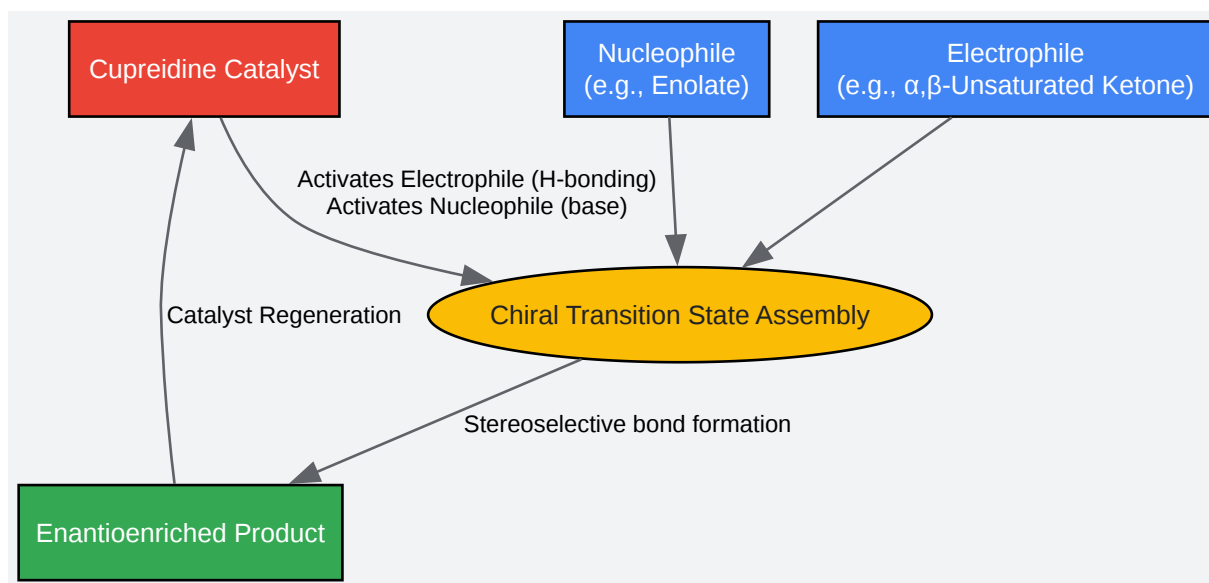 Cupreidine Catalyst
Nucleophile
(e.g., Enolate)
Electrophile
(e.g., α,β-Unsaturated Ketone)
Activates Electrophile (H-bonding)
Activates Nucleophile (base)
Catalyst Regeneration
Chiral Transition State Assembly
Stereoselective bond formation
Enantioenriched Product